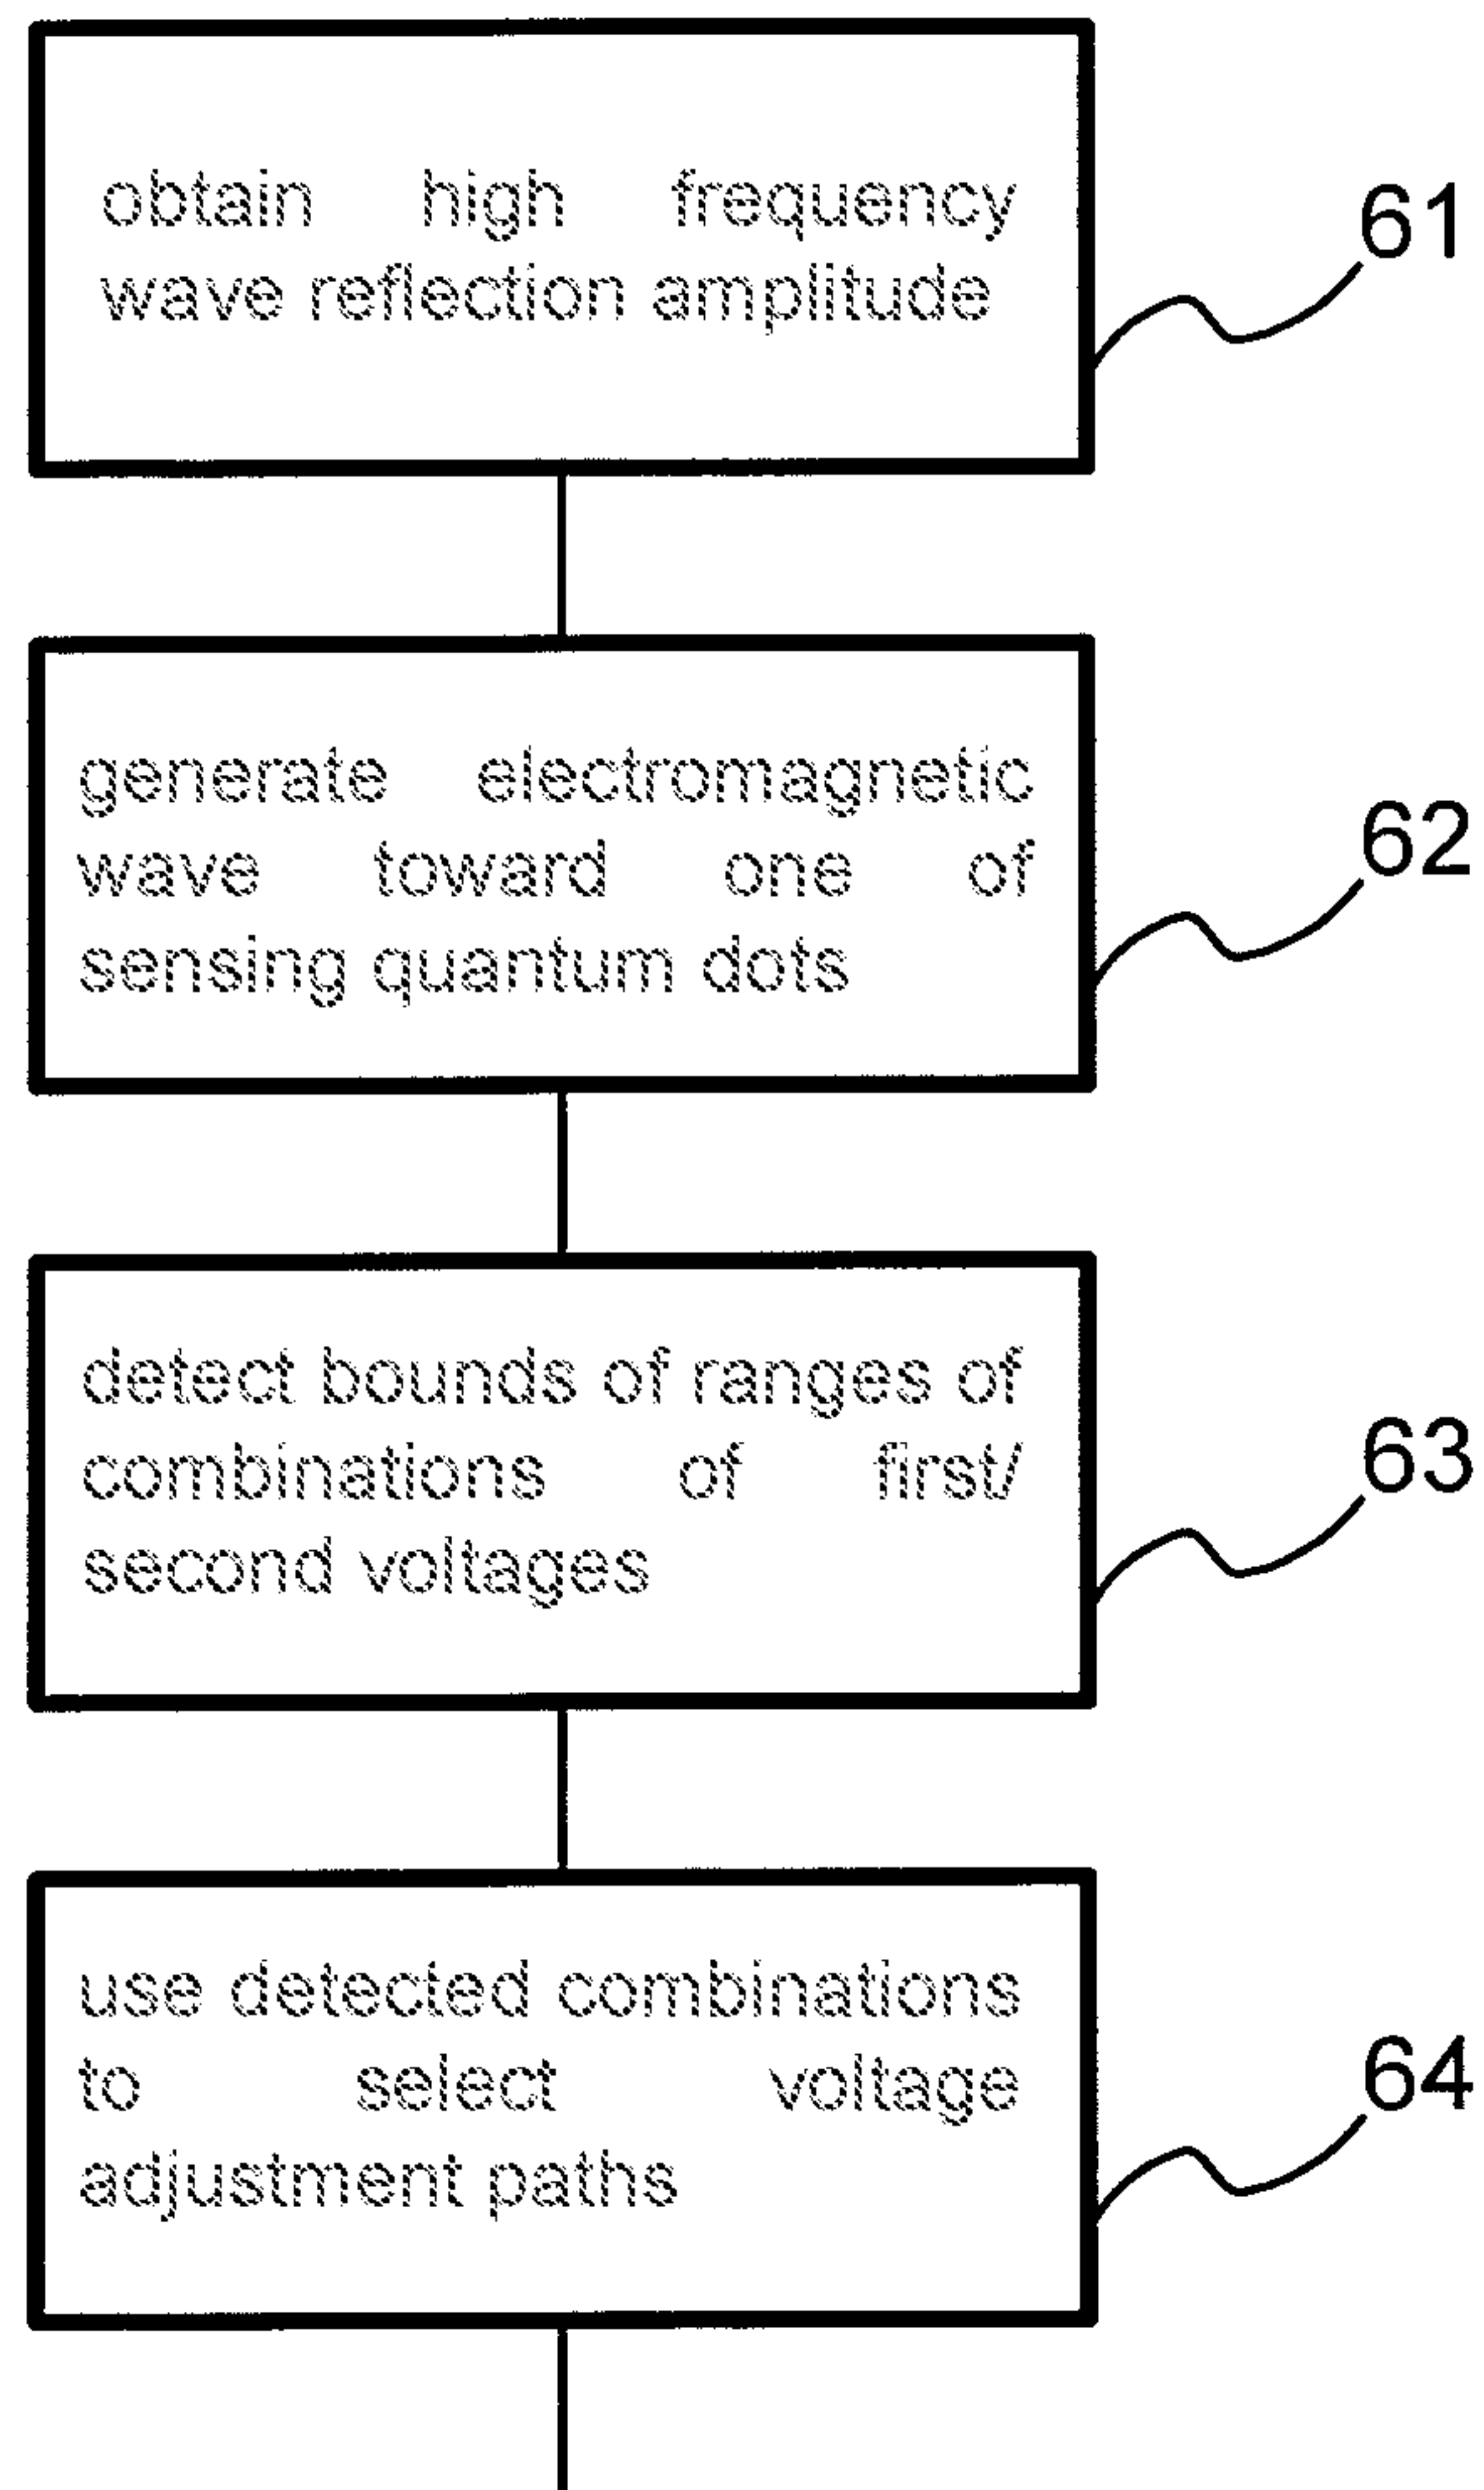 obtain high frequency
wave reflection amplitude
61
generate electromagnetic
wave toward one of
sensing quantum dots
62
detect bounds of ranges of
combinations of first/
second voltages
63
use detected combinations
to select voltage
adjustment paths
64